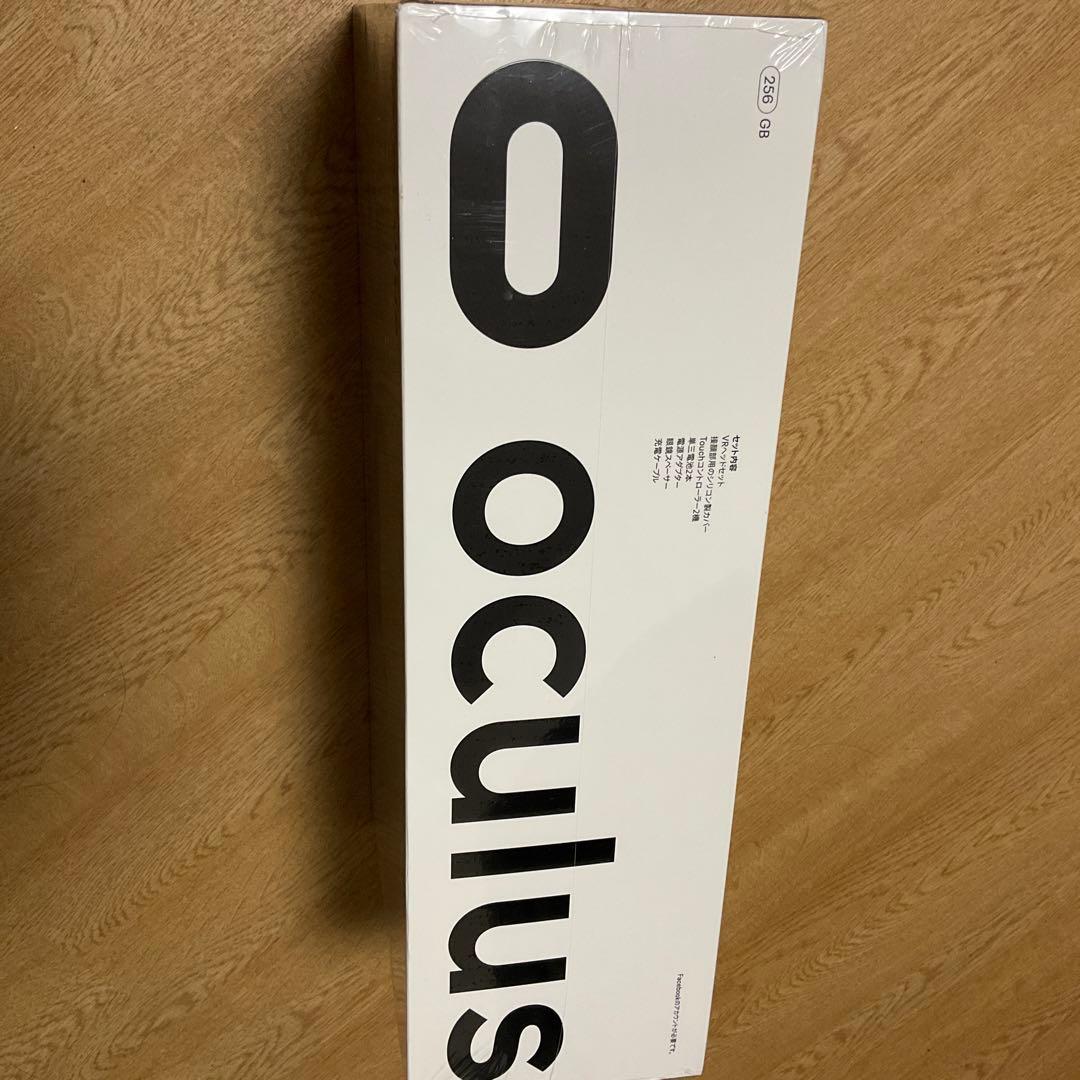 256 GB
oculus
セット内容
VRヘッドセット
接顔部用のシリコン製カバー
Touchコントローラー2機
単三電池2本
電源アダプター
眼鏡スペーサー
充電ケーブル
Facebookのアカウントが必要です。